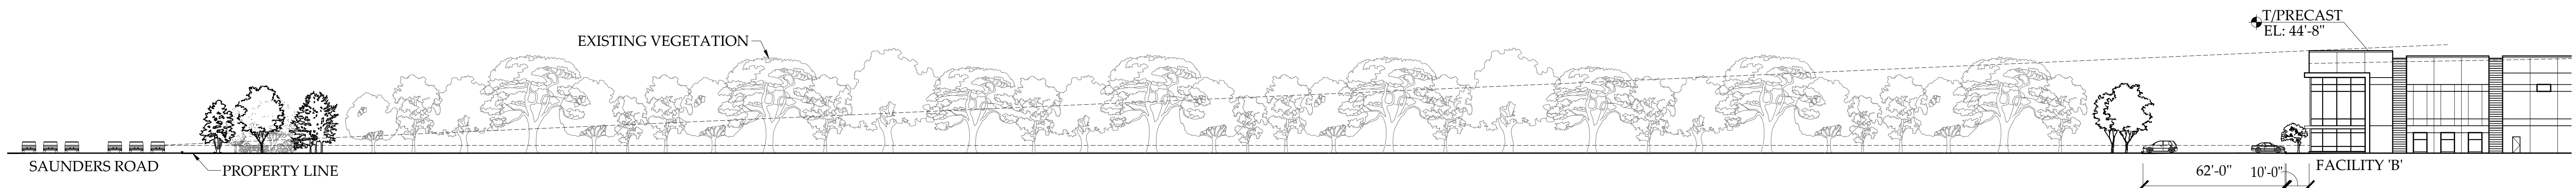 T/PRECAST
EL: 44'-8"
EXISTING VEGETATION
SAUNDERS ROAD
PROPERTY LINE
62'-0"
10'-0"
FACILITY 'B'